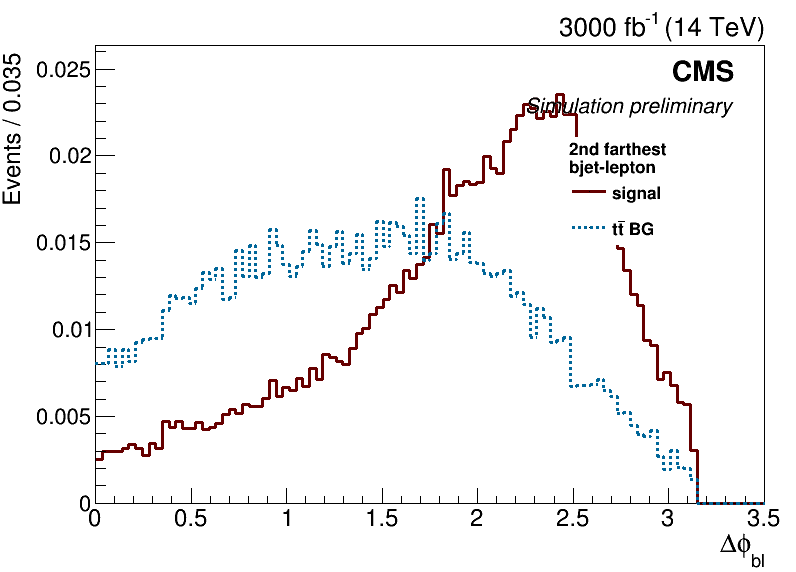 3000 fb⁻¹ (14 TeV)
Events / 0.035
CMS
Simulation preliminary
2nd farthest
bjet-lepton
signal
tt̄ BG
0.025
0.02
0.015
0.01
0.005
0
0 0.5 1 1.5 2 2.5 3 3.5
Δϕ_bl